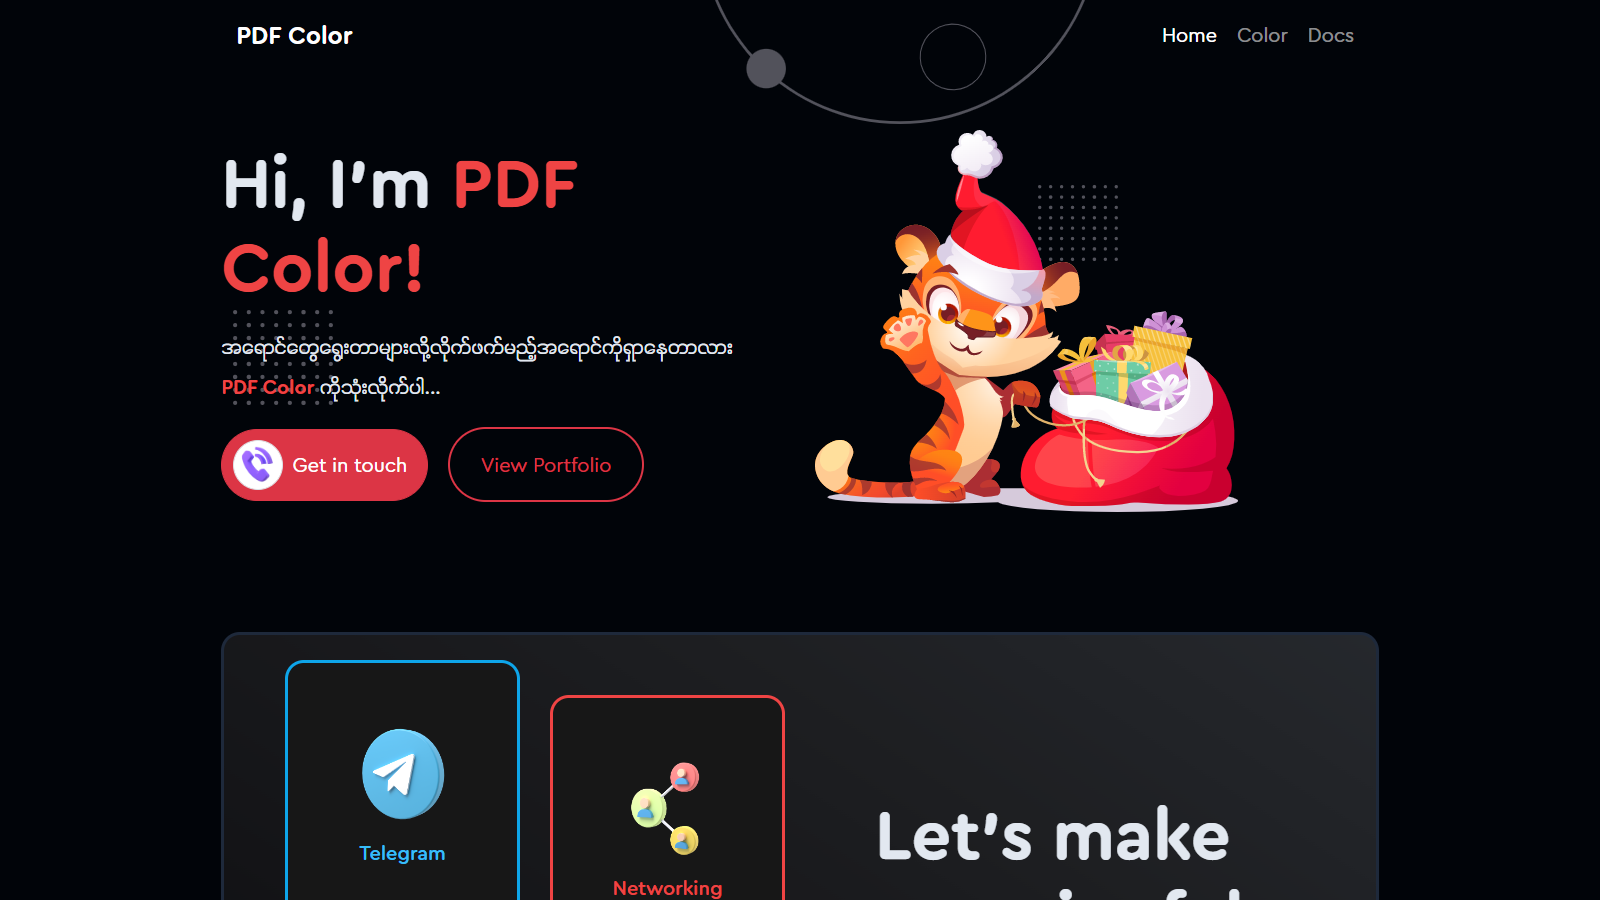 PDF Color
Home
Color
Docs
Hi, I'm PDF
Color!
အရောင်တွေရွေးတာများလို့လိုက်ဖက်မည့်အရောင်ကိုရှာနေတာလား
PDF Color ကိုသုံးလိုက်ပါ...
Get in touch
View Portfolio
Telegram
Networking
Let's make